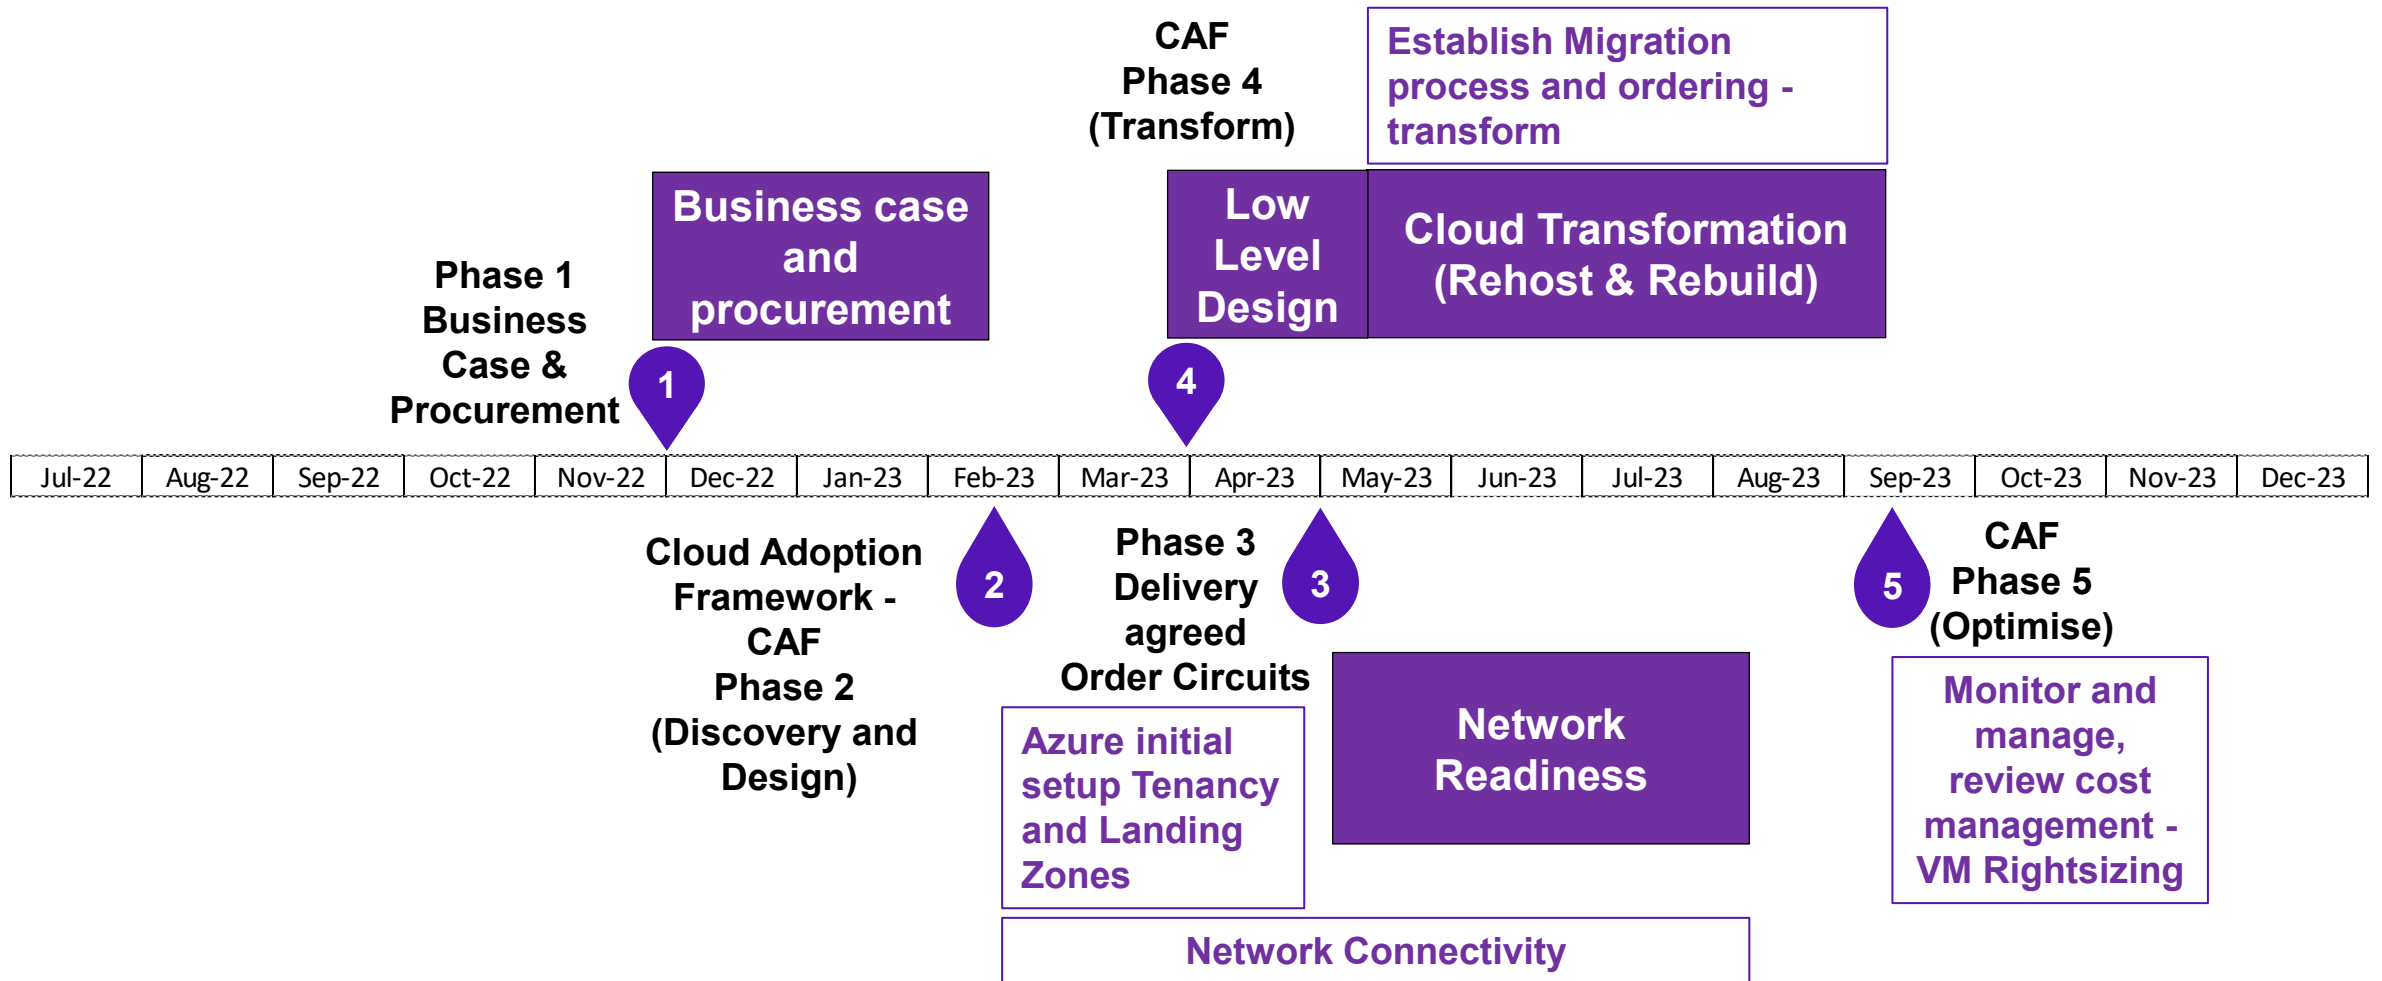 CAF
Phase 4
(Transform)
Establish Migration
process and ordering -
transform
Business case
and
procurement
Low
Level
Design
Cloud Transformation
(Rehost & Rebuild)
Phase 1
Business
Case &
Procurement
1
4
Jul-22 Aug-22 Sep-22 Oct-22 Nov-22 Dec-22 Jan-23 Feb-23 Mar-23 Apr-23 May-23 Jun-23 Jul-23 Aug-23 Sep-23 Oct-23 Nov-23 Dec-23
Cloud Adoption
Framework -
CAF
Phase 2
(Discovery and
Design)
2
Phase 3
Delivery
agreed
Order Circuits
3
5
CAF
Phase 5
(Optimise)
Azure initial
setup Tenancy
and Landing
Zones
Network
Readiness
Monitor and
manage,
review cost
management -
VM Rightsizing
Network Connectivity